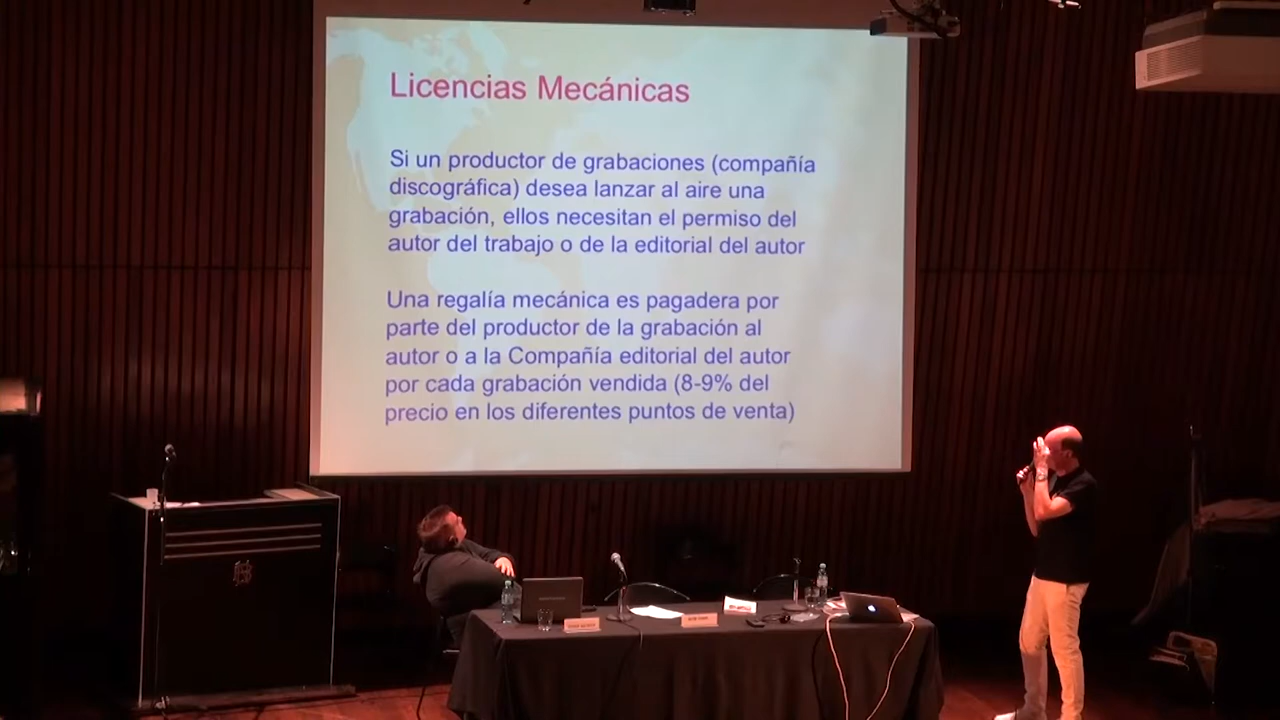 Licencias Mecánicas
Si un productor de grabaciones (compañía
discográfica) desea lanzar al aire una
grabación, ellos necesitan el permiso del
autor del trabajo o de la editorial del autor
Una regalía mecánica es pagadera por
parte del productor de la grabación al
autor o a la Compañía editorial del autor
por cada grabación vendida (8-9% del
precio en los diferentes puntos de venta)